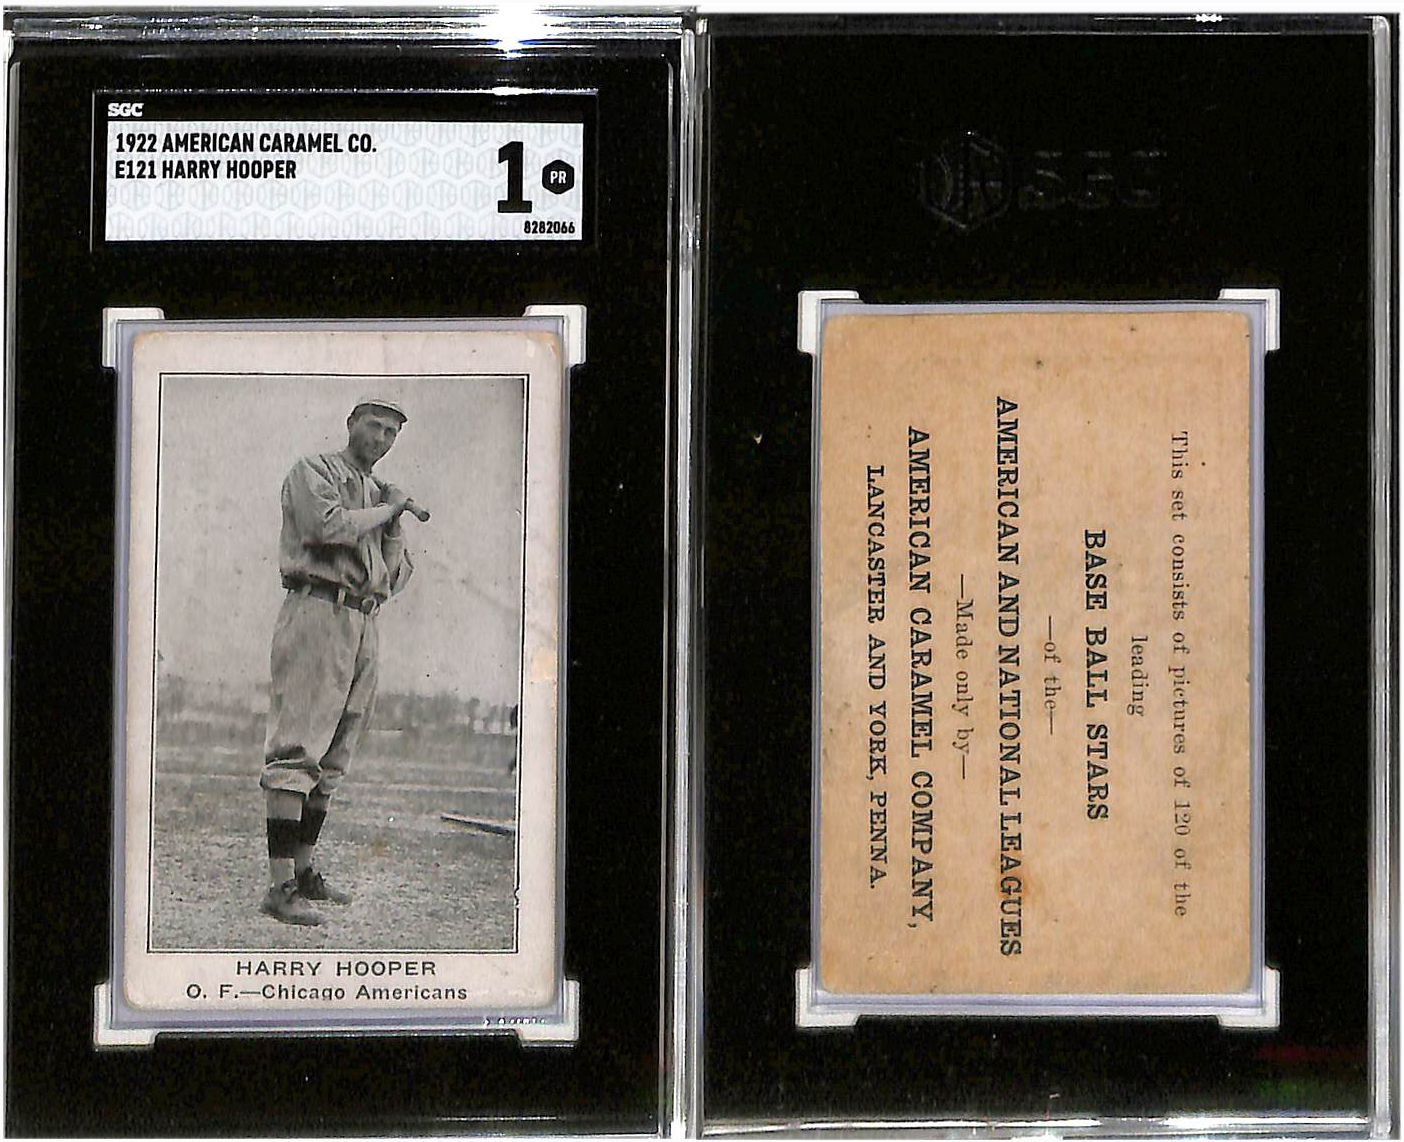 SGC
1922 AMERICAN CARAMEL CO.
E121 HARRY HOOPER
1 PR
8282066
HARRY HOOPER
O. F.—Chicago Americans
SGC
This set consists of pictures of 120 of the
leading
BASE BALL STARS
—of the—
AMERICAN AND NATIONAL LEAGUES
—Made only by—
AMERICAN CARAMEL COMPANY,
LANCASTER AND YORK, PENNA.